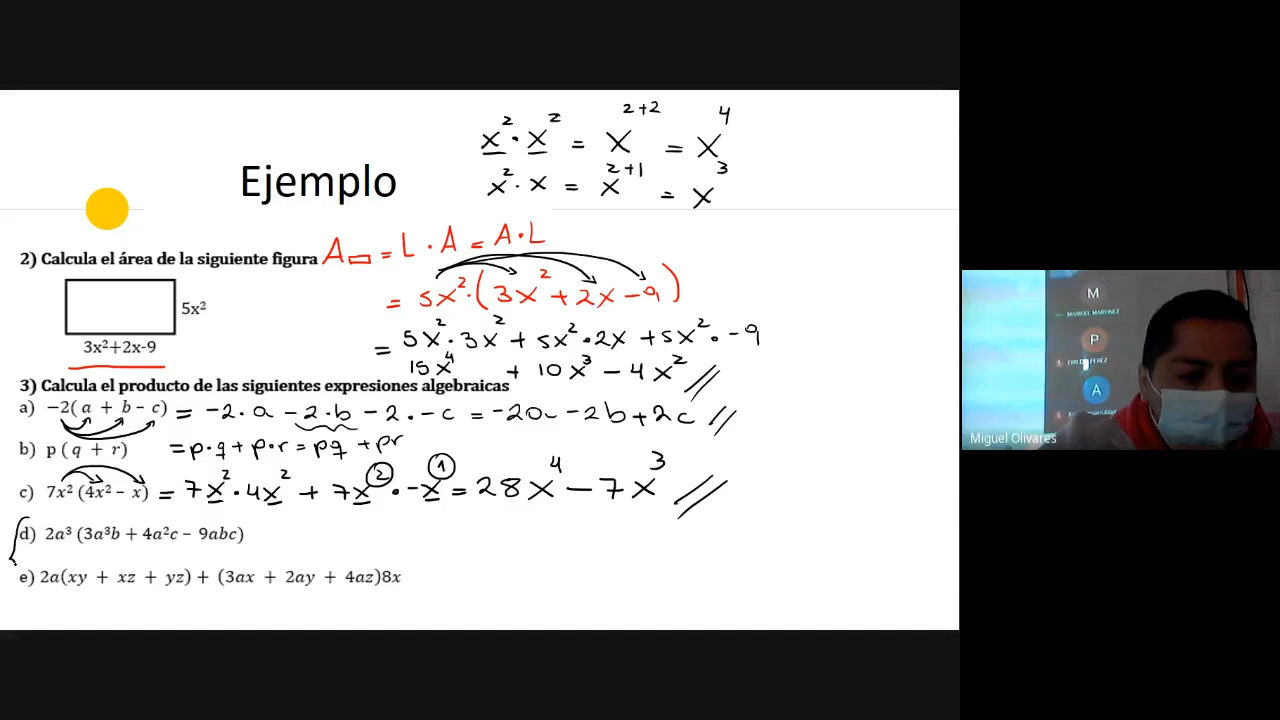 x² · x² = x²⁺² = x⁴
x² · x = x²⁺¹ = x³
Ejemplo
2) Calcula el área de la siguiente figura A▭ = L · A = A · L
5x²
= 5x² · (3x² + 2x - 9)
3x²+2x-9
= 5x² · 3x² + 5x² · 2x + 5x² · -9
15x⁴ + 10x³ - 4x² //
3) Calcula el producto de las siguientes expresiones algebraicas
a) −2( a + b − c) = -2 · a - 2 · b - 2 · -c = -2a - 2b + 2c //
b) p ( q + r) = p · q + p · r = pq + pr
c) 7x² (4x² − x) = 7x² · 4x² + 7x² · -x¹ = 28x⁴ - 7x³ //
d) 2a³ (3a³b + 4a²c − 9abc)
e) 2a(xy + xz + yz) + (3ax + 2ay + 4az)8x
M
P
A
Miguel Olivares